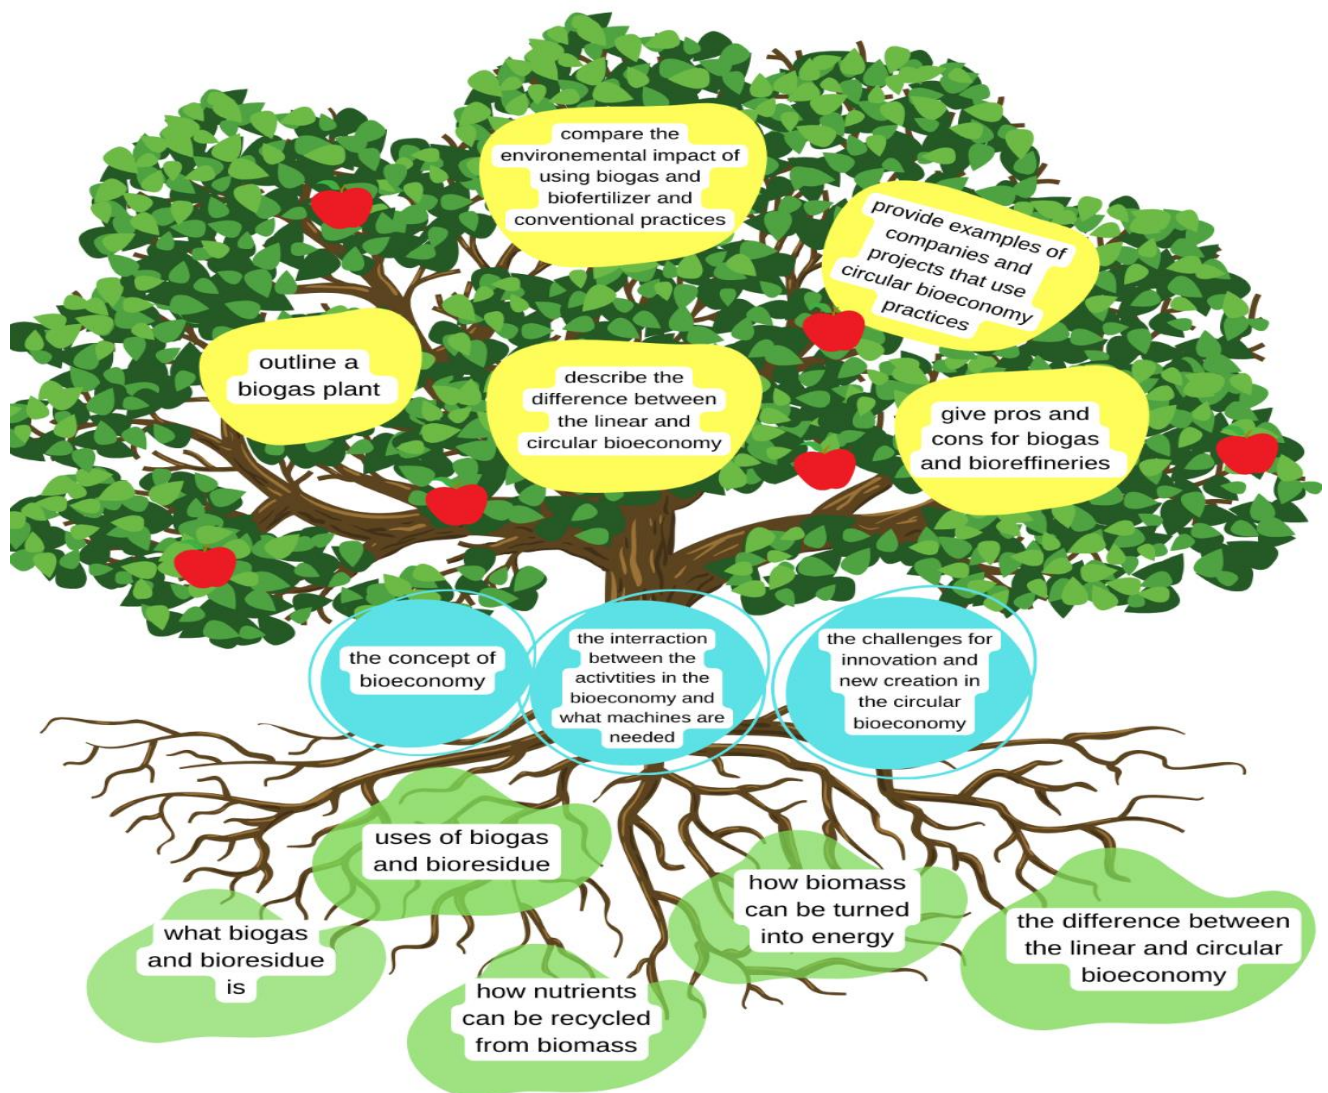 compare the
environemental impact of
using biogas and
biofertilizer and
conventional practices
provide examples of
companies and
projects that use
circular bioeconomy
practices
outline a
biogas plant
describe the
difference between
the linear and
circular bioeconomy
give pros and
cons for biogas
and bioreffineries
the concept of
bioeconomy
the interraction
between the
activtities in the
bioeconomy and
what machines are
needed
the challenges for
innovation and
new creation in
the circular
bioeconomy
uses of biogas
and bioresidue
how biomass
can be turned
into energy
what biogas
and bioresidue
is
the difference between
the linear and circular
bioeconomy
how nutrients
can be recycled
from biomass